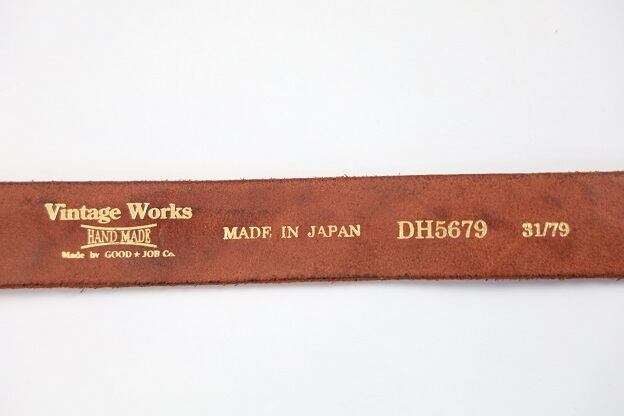 Vintage Works
HAND MADE
Made by GOOD★JOB Co.
MADE IN JAPAN
DH5679
31/79